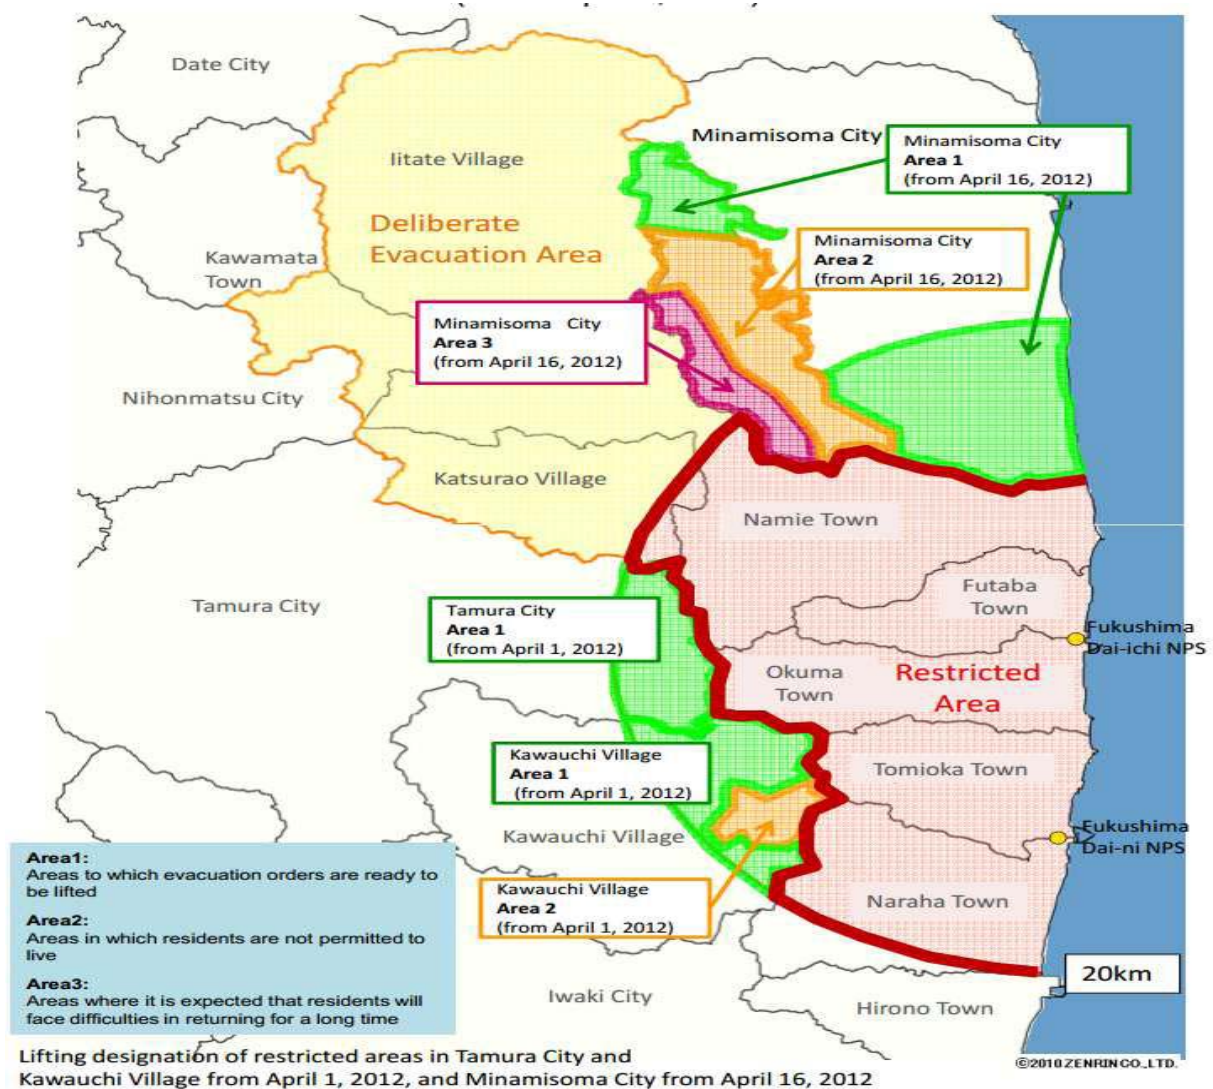 Date City
Minamisoma City
Minamisoma City
Area 1
(from April 16, 2012)
Iitate Village
Deliberate
Evacuation Area
Minamisoma City
Area 2
(from April 16, 2012)
Kawamata
Town
Minamisoma City
Area 3
(from April 16, 2012)
Nihonmatsu City
Katsurao Village
Namie Town
Futaba
Town
Tamura City
Tamura City
Area 1
(from April 1, 2012)
Fukushima
Dai-ichi NPS
Okuma
Town
Restricted
Area
Kawauchi Village
Area 1
(from April 1, 2012)
Tomioka Town
Kawauchi Village
Fukushima
Dai-ni NPS
Kawauchi Village
Area 2
(from April 1, 2012)
Naraha Town
Area1:
Areas to which evacuation orders are ready to
be lifted
Area2:
Areas in which residents are not permitted to
live
Area3:
Areas where it is expected that residents will
face difficulties in returning for a long time
20km
Iwaki City
Hirono Town
©2010ZENRINCO.,LTD.
Lifting designation of restricted areas in Tamura City and
Kawauchi Village from April 1, 2012, and Minamisoma City from April 16, 2012